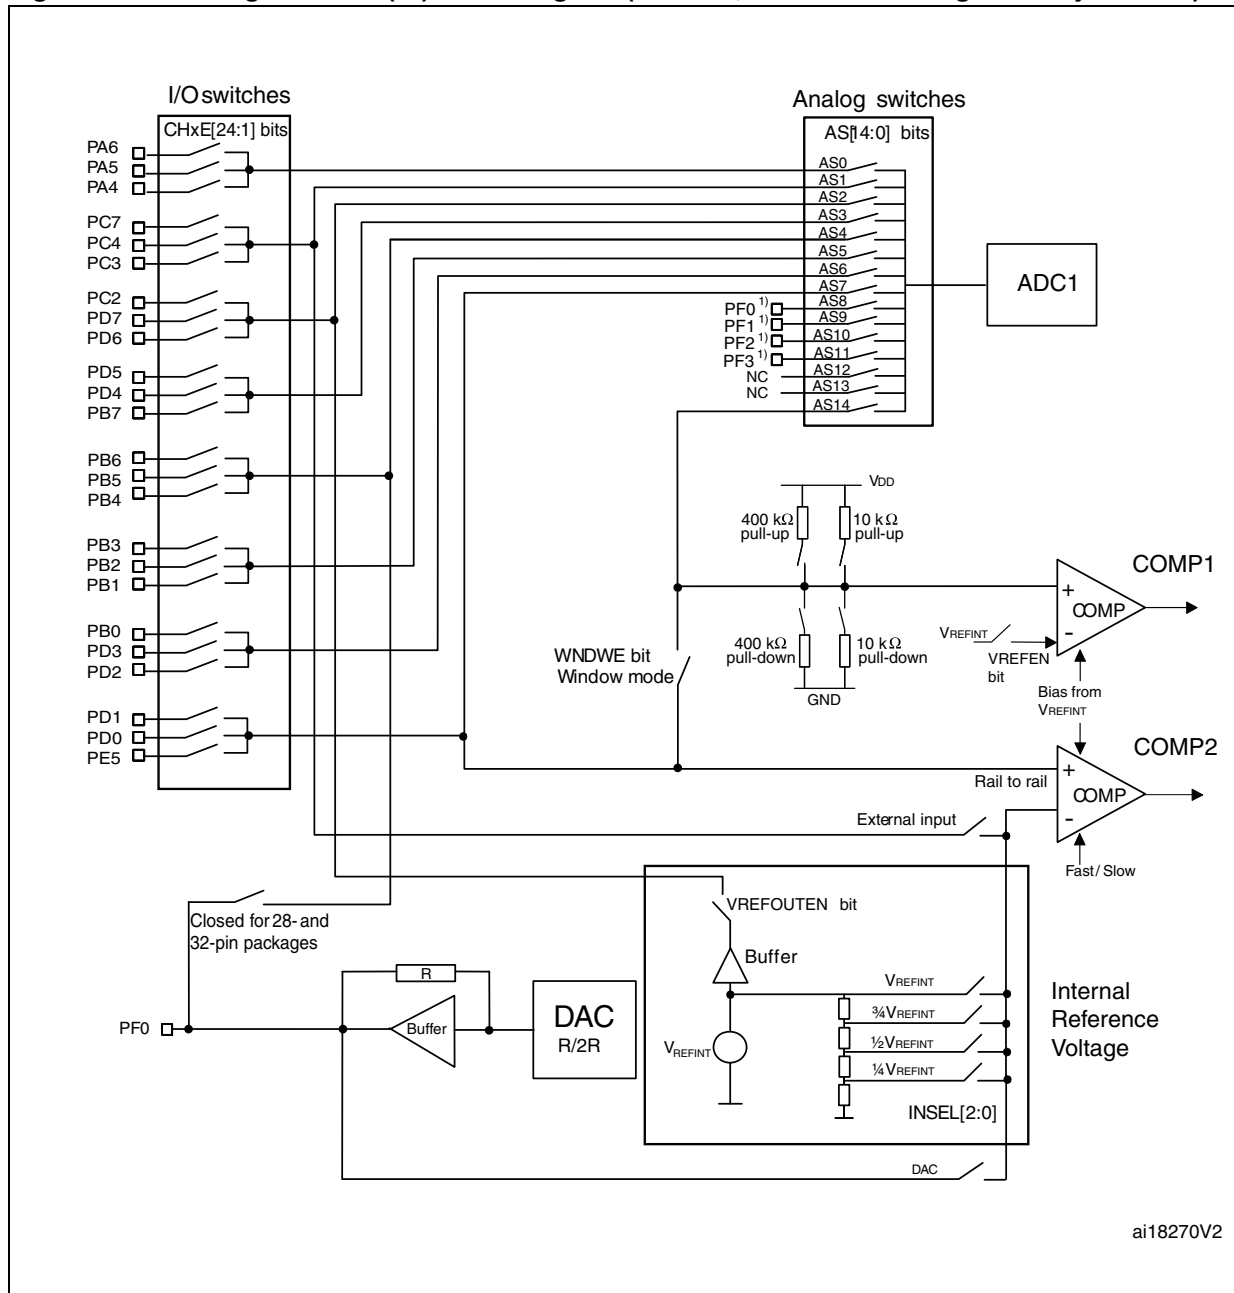 I/O switches
CHxE[24:1] bits
PA6
PA5
PA4
PC7
PC4
PC3
PC2
PD7
PD6
PD5
PD4
PB7
PB6
PB5
PB4
PB3
PB2
PB1
PB0
PD3
PD2
PD1
PD0
PE5
Analog switches
AS[14:0] bits
AS0
AS1
AS2
AS3
AS4
AS5
AS6
AS7
PF0 1) AS8
PF1 1) AS9
PF2 1) AS10
PF3 1) AS11
NC AS12
NC AS13
AS14
ADC1
VDD
400 kΩ
pull-up
10 kΩ
pull-up
400 kΩ
pull-down
10 kΩ
pull-down
GND
WNDWE bit
Window mode
COMP1
+
COMP
-
VREFINT
VREFEN
bit
Bias from
VREFINT
COMP2
Rail to rail
+
COMP
-
Fast/ Slow
External input
Closed for 28- and
32-pin packages
PF0
R
Buffer
DAC
R/2R
VREFOUTEN bit
Buffer
VREFINT
VREFINT
¾VREFINT
½VREFINT
¼VREFINT
INSEL[2:0]
Internal
Reference
Voltage
DAC
ai18270V2